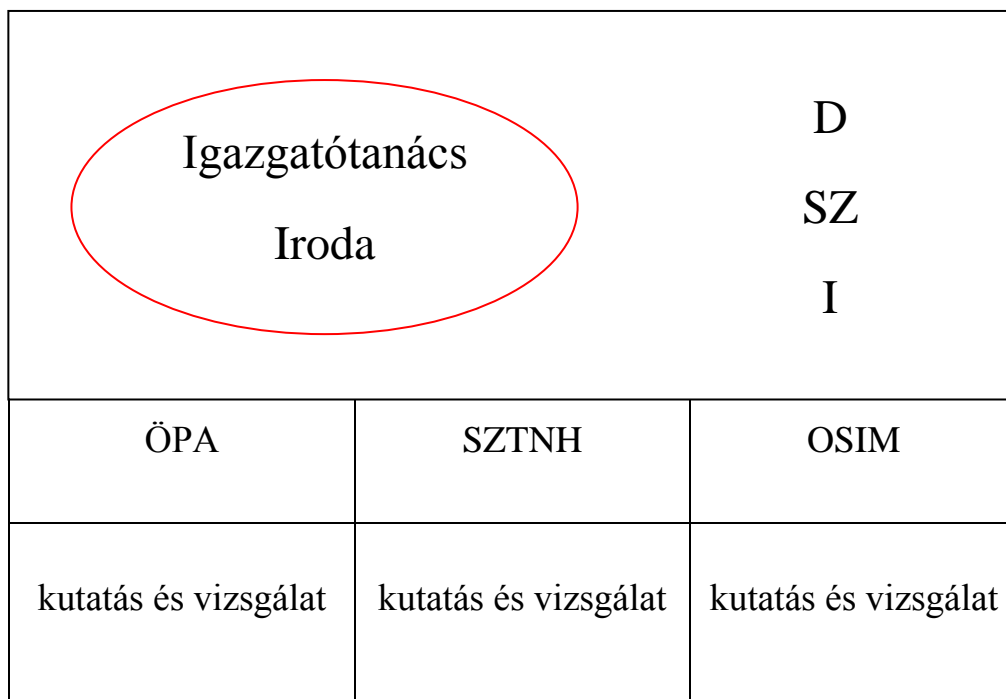 Igazgatótanács
Iroda
D
SZ
I
ÖPA
SZTNH
OSIM
kutatás és vizsgálat
kutatás és vizsgálat
kutatás és vizsgálat